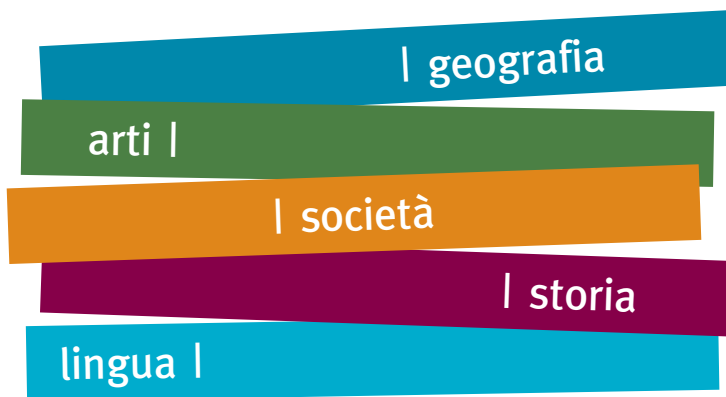 | geografia
arti |
| società
| storia
lingua |